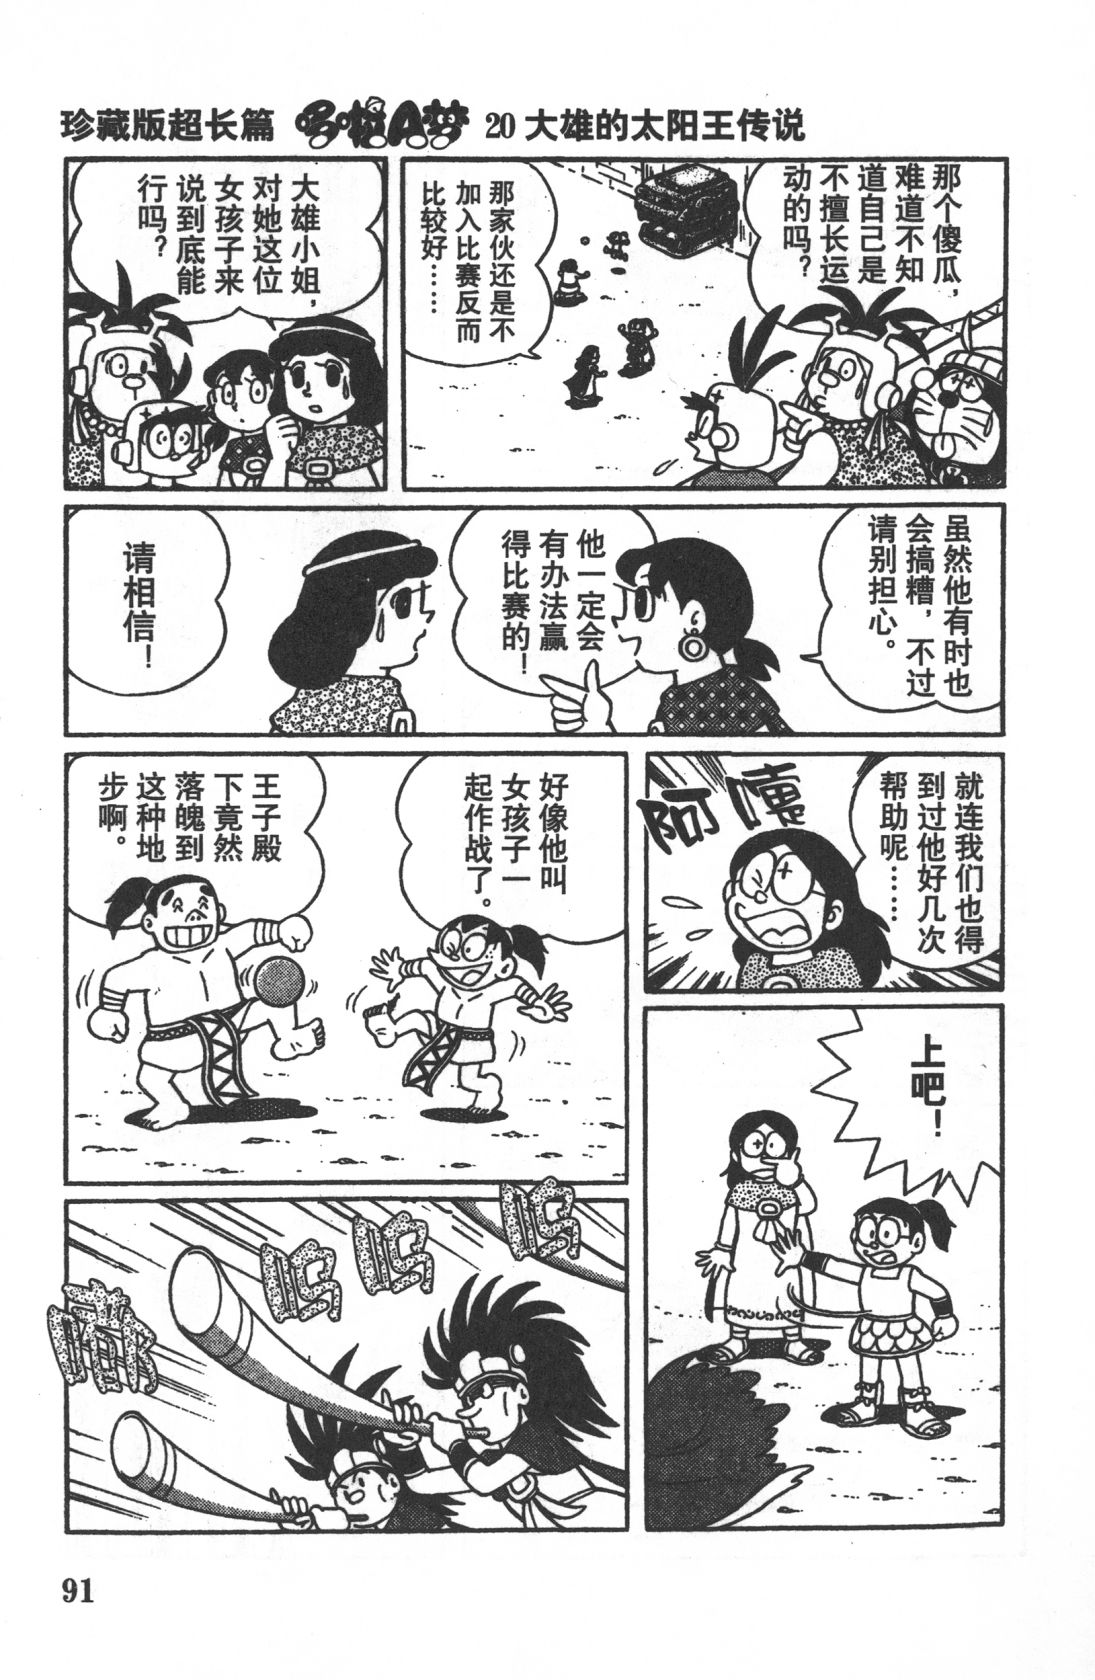 珍藏版超长篇 哆啦A梦 20 大雄的太阳王传说
那个傻瓜，
难道不知
道自己是
不擅长运
动的吗？
那家伙还是不
加入比赛反而
比较好……
大雄小姐，
对她这位
女孩子来
说到底能
行吗？
虽然他有时也
会搞糟，不过
请别担心。
他一定会
有办法赢
得比赛的！
请相信！
就连我们也得
到过他好几次
帮助呢……
阿嚏
好像他叫
女孩子一
起作战了。
王子殿
下竟然
落魄到
这种地
步啊。
上吧！
呜
呜
呜